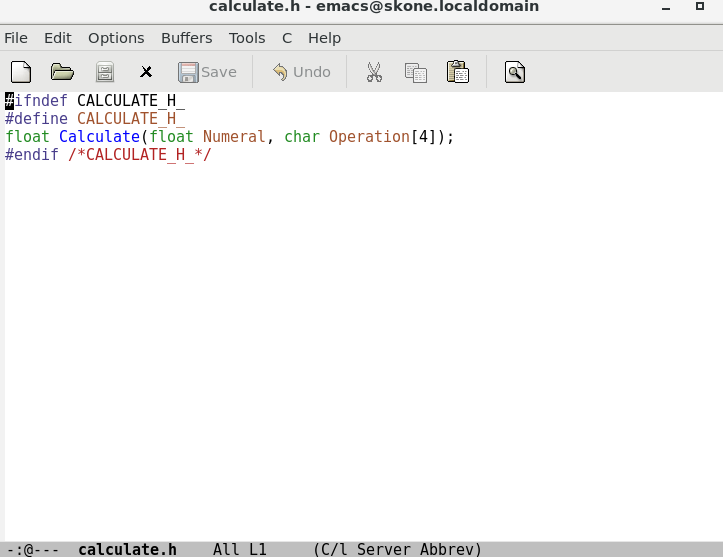 calculate.h - emacs@skone.localdomain
File Edit Options Buffers Tools C Help
Save Undo
#ifndef CALCULATE_H_
#define CALCULATE_H_
float Calculate(float Numeral, char Operation[4]);
#endif /*CALCULATE_H_*/
-:@--- calculate.h All L1 (C/l Server Abbrev)